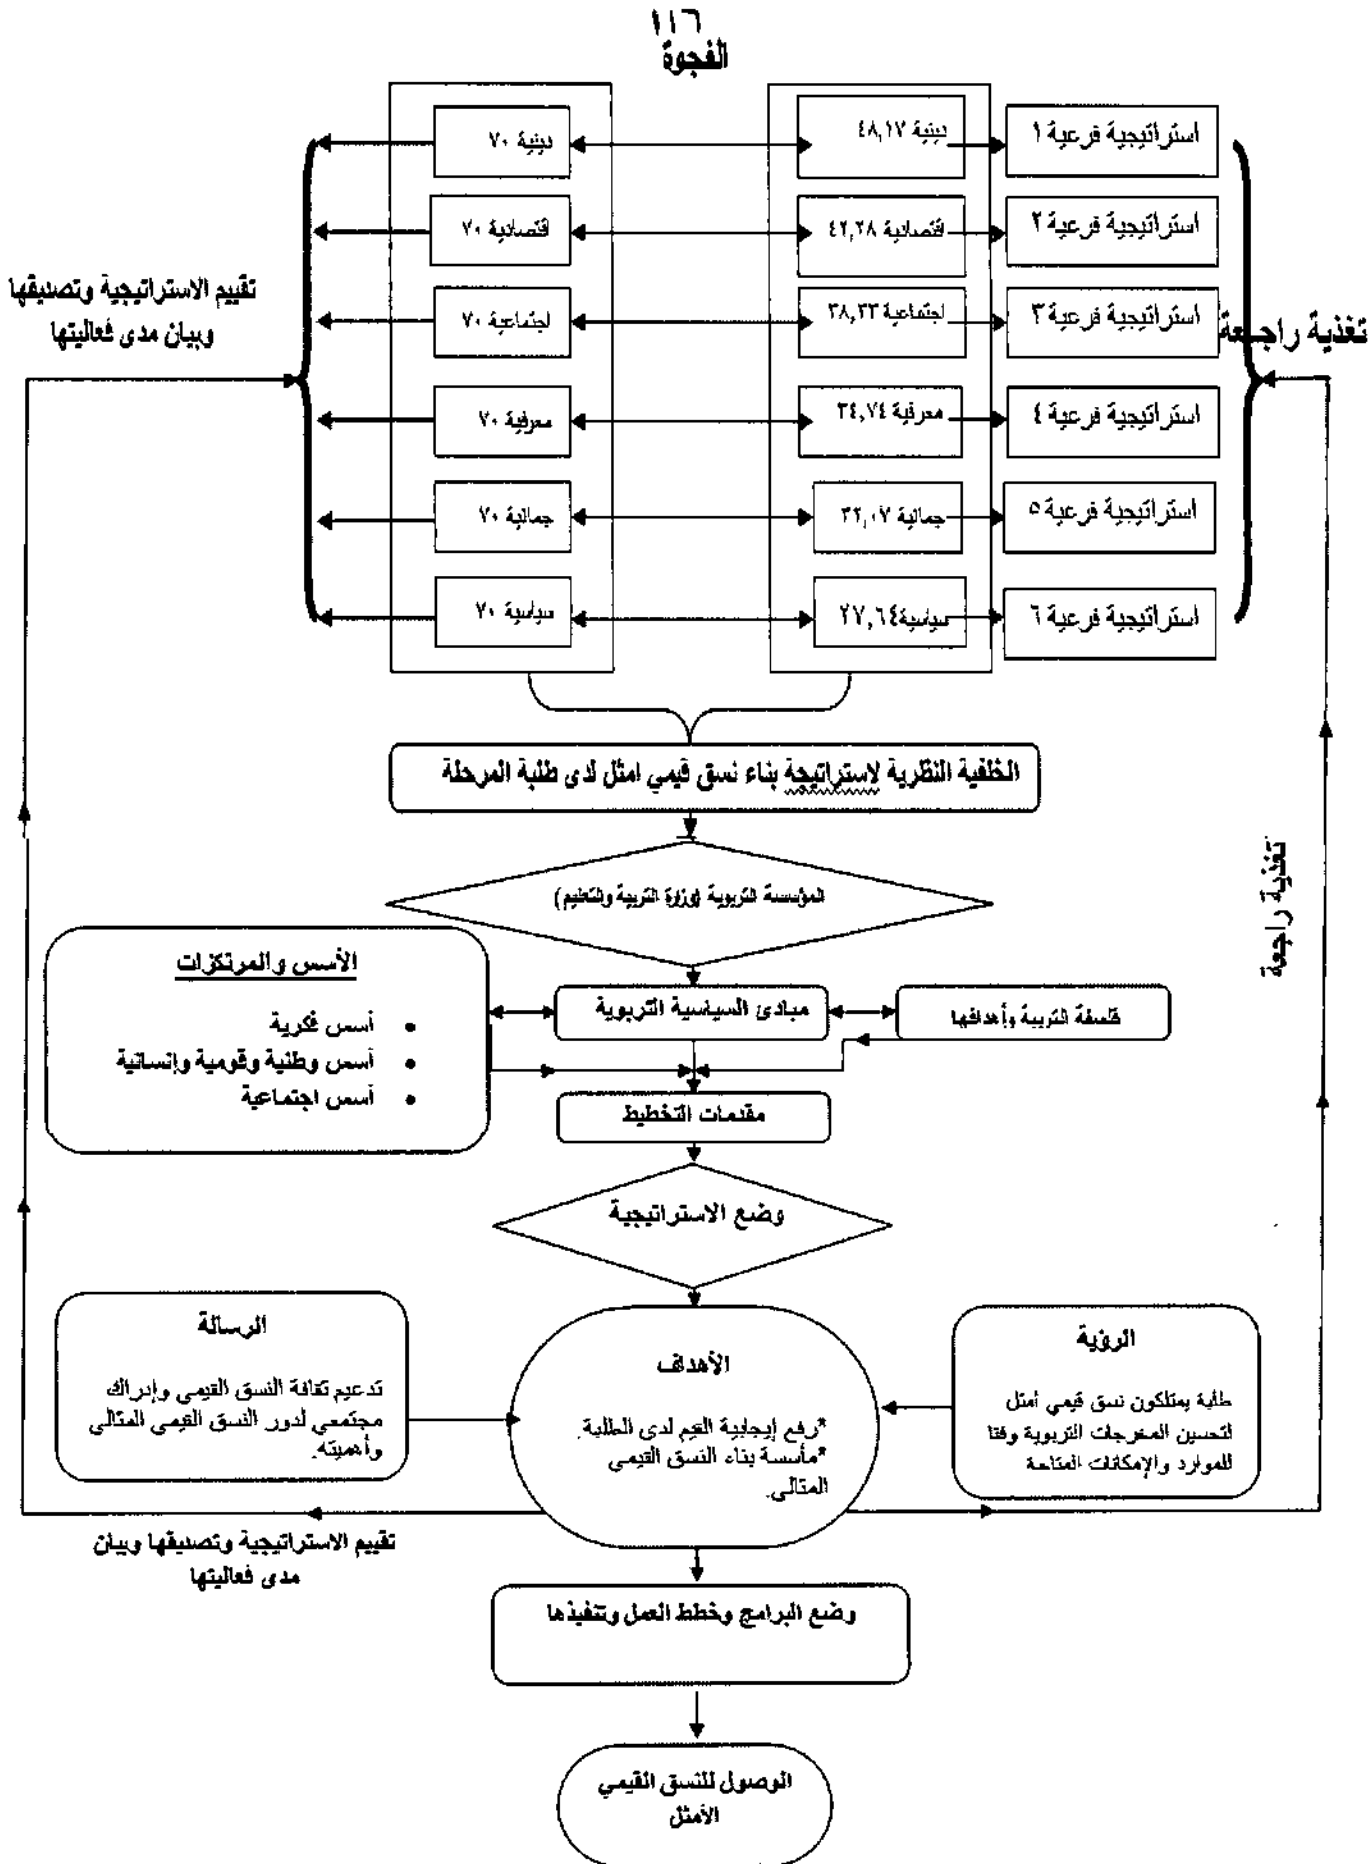 ١١٦
الفجوة
استراتيجية فرعية ١
دينية ٤٨,١٧
دينية ٧٠
استراتيجية فرعية ٢
اقتصادية ٤٢,٢٨
اقتصادية ٧٠
استراتيجية فرعية ٣
اجتماعية ٣٨,٣٣
اجتماعية ٧٠
استراتيجية فرعية ٤
معرفية ٣٤,٧٤
معرفية ٧٠
استراتيجية فرعية ٥
جمالية ٣٢,٠٧
جمالية ٧٠
استراتيجية فرعية ٦
سياسية ٢٧,٦٤
سياسية ٧٠
تغذية راجعة
تقييم الاستراتيجية وتصديقها
وبيان مدى فعاليتها
الخلفية النظرية لاستراتيجة بناء نسق قيمي امثل لدى طلبة المرحلة
المؤسسة التربوية (وزارة التربية والتعليم)
تغذية راجعة
فلسفة التربية وأهدافها
مبادئ السياسية التربوية
الأسس والمرتكزات
• أسس فكرية
• أسس وطنية وقومية وإنسانية
• أسس اجتماعية
مقدمات التخطيط
وضع الاستراتيجية
الرؤية
طلبة يمتلكون نسق قيمي أمثل
لتحسين المخرجات التربوية وفقا
للموارد والإمكانات المتاحة
الأهداف
*رفع إيجابية القيم لدى الطلبة.
*مأسسة بناء النسق القيمي
المثالي.
الرسالة
تدعيم ثقافة النسق القيمي وإدراك
مجتمعي لدور النسق القيمي المثالي
وأهميته.
تقييم الاستراتيجية وتصديقها وبيان
مدى فعاليتها
وضع البرامج وخطط العمل وتنفيذها
الوصول للنسق القيمي
الأمثل